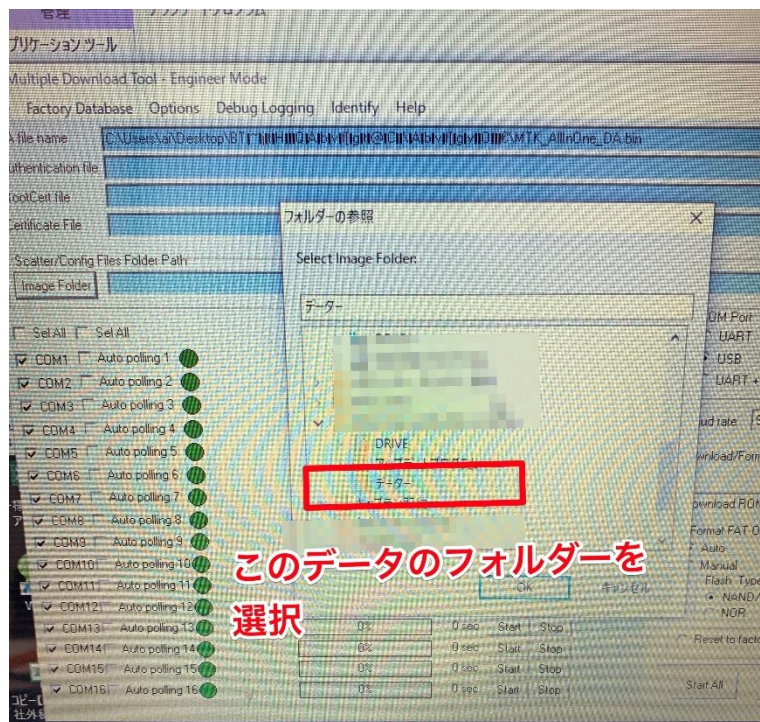 管理
プリケーション ツール
Multiple Download Tool - Engineer Mode
Factory Database Options Debug Logging Identify Help
file name
MTK_AllInOne_DA.bin
uthentication file
ootCert file
ertificate File
フォルダーの参照
Scatter/Config Files Folder Path
Select Image Folder:
Image Folder
データー
OM Port
Sel All Sel All
UART
COM1 Auto polling 1
USB
COM2 Auto polling 2
UART +
COM3 Auto polling 3
COM4 Auto polling 4
ud rate
COM5 Auto polling 5
DRIVE
wnload/Form
COM6 Auto polling 6
データー
COM7 Auto polling 7
ownload ROM
COM8 Auto polling 8
Format FAT O
COM9 Auto polling 9
Auto
COM10 Auto polling 10
このデータのフォルダーを
Manual
COM11 Auto polling 11
OK キャンセル
Flash Type
NAND/
COM12 Auto polling 12
選択
NOR
COM13 Auto polling 13 0% 0 sec Start Stop
Reset to facto
COM14 Auto polling 14 0% 0 sec Start Stop
COM15 Auto polling 15 0% 0 sec Start Stop
COM16 Auto polling 16 0% 0 sec Start Stop
Start All
コピー
社外